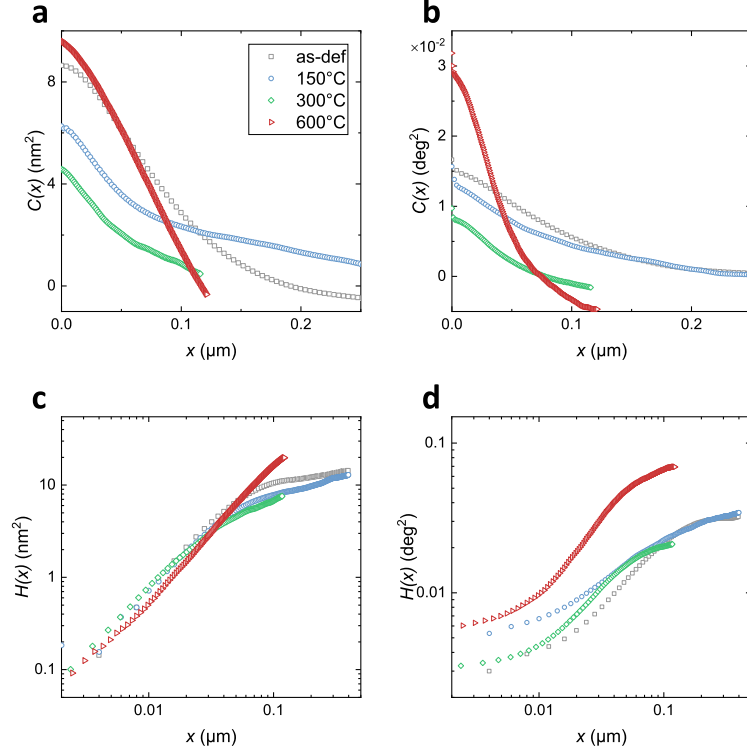 a
b
8
4
0
C(x) (nm²)
0.0
0.1
0.2
x (µm)
as-def
150°C
300°C
600°C
×10⁻²
3
2
1
0
C(x) (deg²)
0.0
0.1
0.2
x (µm)
c
d
10
1
0.1
H(x) (nm²)
0.01
0.1
x (µm)
0.1
0.01
H(x) (deg²)
0.01
0.1
x (µm)